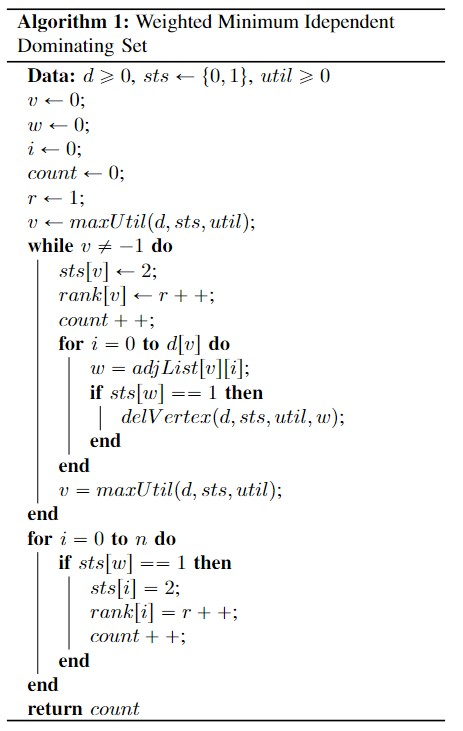 Algorithm 1: Weighted Minimum Idependent
Dominating Set
Data: d ⩾ 0, sts ← {0, 1}, util ⩾ 0
v ← 0;
w ← 0;
i ← 0;
count ← 0;
r ← 1;
v ← maxUtil(d, sts, util);
while v ≠ −1 do
sts[v] ← 2;
rank[v] ← r + +;
count + +;
for i = 0 to d[v] do
w = adjList[v][i];
if sts[w] == 1 then
delVertex(d, sts, util, w);
end
end
v = maxUtil(d, sts, util);
end
for i = 0 to n do
if sts[w] == 1 then
sts[i] = 2;
rank[i] = r + +;
count + +;
end
end
return count